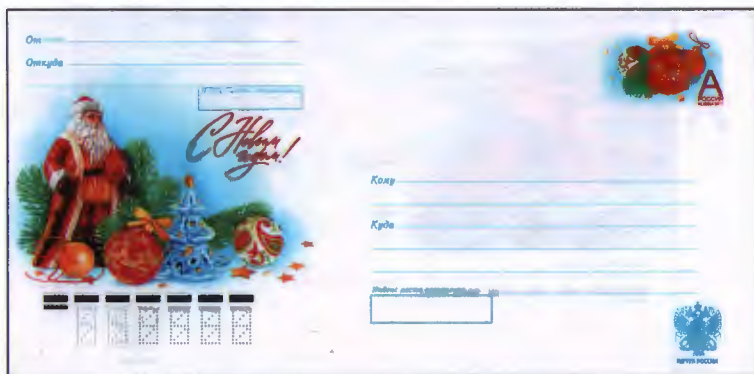 От
Откуда
С Новым годом!
А
РОССИЯ
Кому
Куда
ПОЧТА РОССИИ